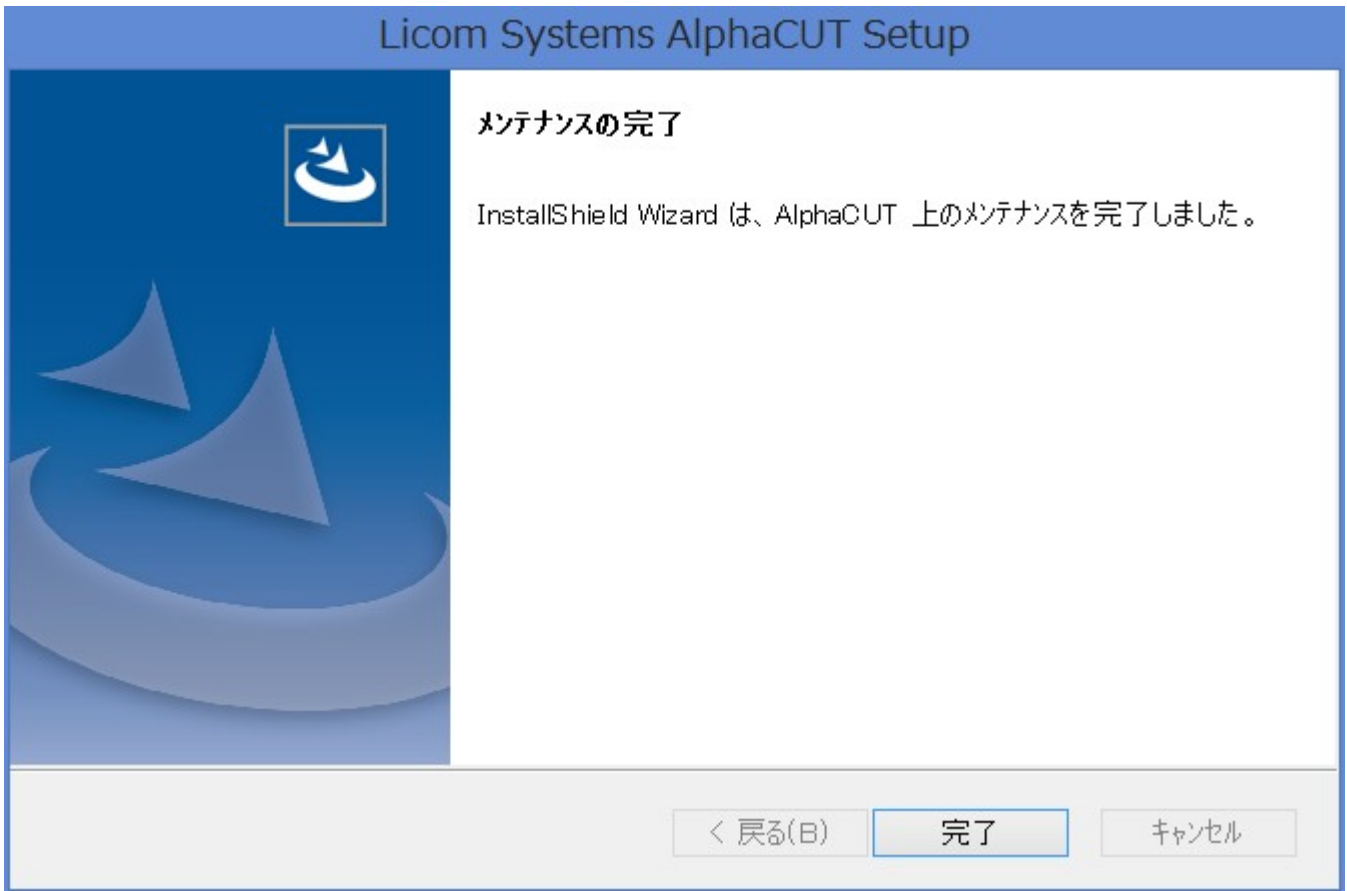 Licom Systems AlphaCUT Setup
メンテナンスの完了
InstallShield Wizard は、AlphaCUT 上のメンテナンスを完了しました。
< 戻る(B)
完了
キャンセル